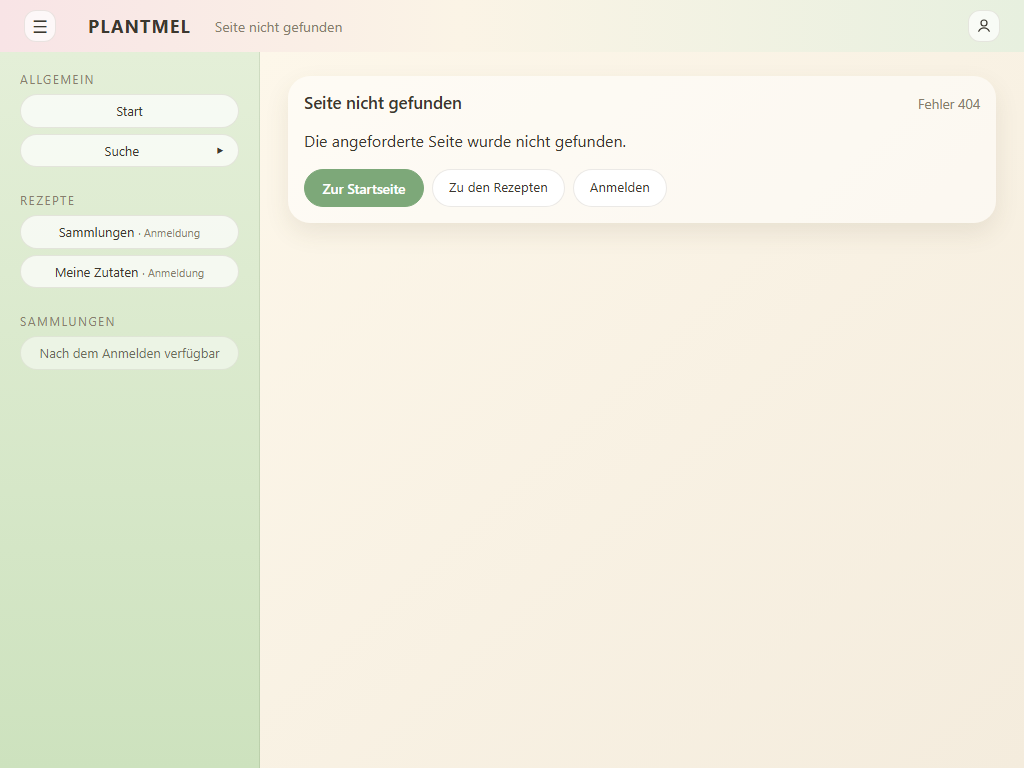 PLANTMEL Seite nicht gefunden
ALLGEMEIN
Start
Suche
REZEPTE
Sammlungen · Anmeldung
Meine Zutaten · Anmeldung
SAMMLUNGEN
Nach dem Anmelden verfügbar
Seite nicht gefunden
Fehler 404
Die angeforderte Seite wurde nicht gefunden.
Zur Startseite
Zu den Rezepten
Anmelden